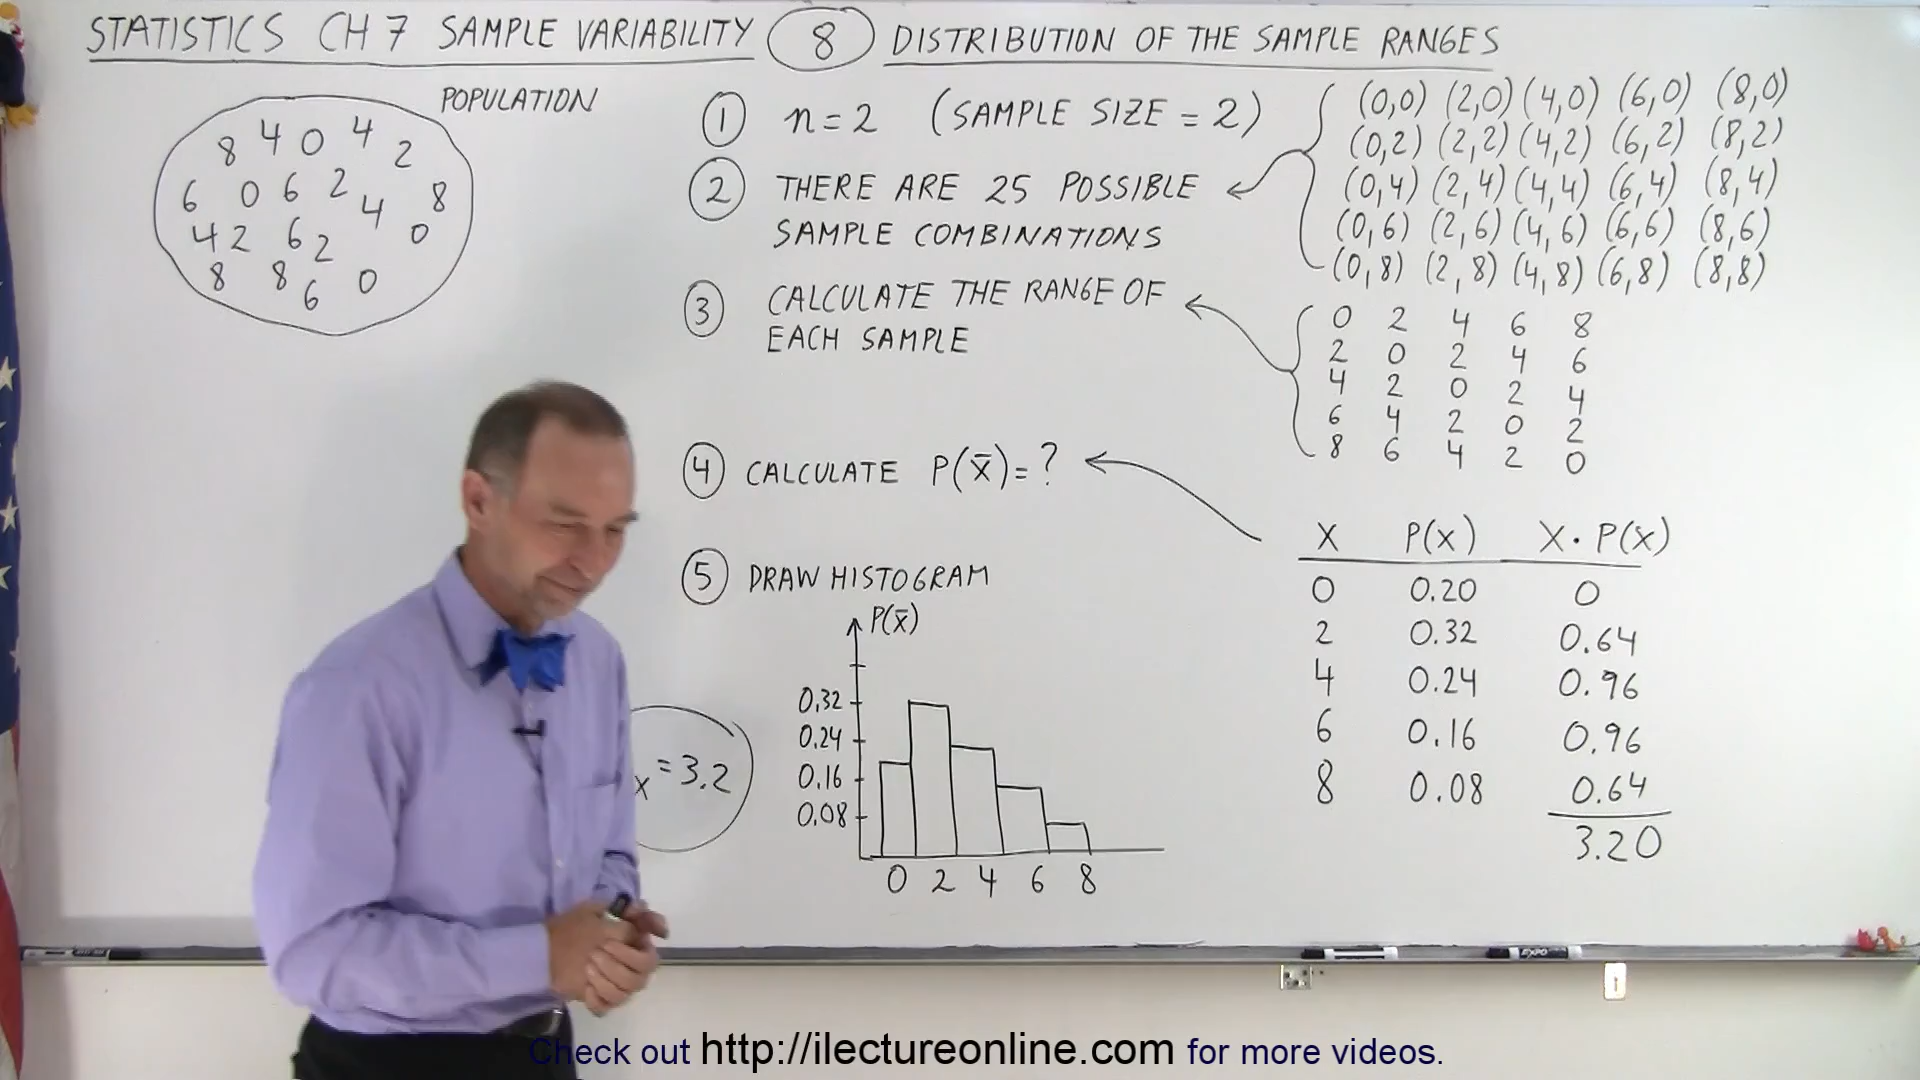 STATISTICS CH 7 SAMPLE VARIABILITY 8 DISTRIBUTION OF THE SAMPLE RANGES
POPULATION
8 4 0 4 2
6 0 6 2 4 8
4 2 6 2 0
8 8 6 0
1 n = 2 (SAMPLE SIZE = 2)
2 THERE ARE 25 POSSIBLE
SAMPLE COMBINATIONS
3 CALCULATE THE RANGE OF
EACH SAMPLE
4 CALCULATE P(x̄) = ?
5 DRAW HISTOGRAM
P(x̄)
0.32
0.24
0.16
0.08
0 2 4 6 8
x = 3.2
(0,0) (2,0) (4,0) (6,0) (8,0)
(0,2) (2,2) (4,2) (6,2) (8,2)
(0,4) (2,4) (4,4) (6,4) (8,4)
(0,6) (2,6) (4,6) (6,6) (8,6)
(0,8) (2,8) (4,8) (6,8) (8,8)
0 2 4 6 8
2 0 2 4 6
4 2 0 2 4
6 4 2 0 2
8 6 4 2 0
X P(x) X · P(x)
0 0.20 0
2 0.32 0.64
4 0.24 0.96
6 0.16 0.96
8 0.08 0.64
3.20
EXPO
Check out http://ilectureonline.com for more videos.